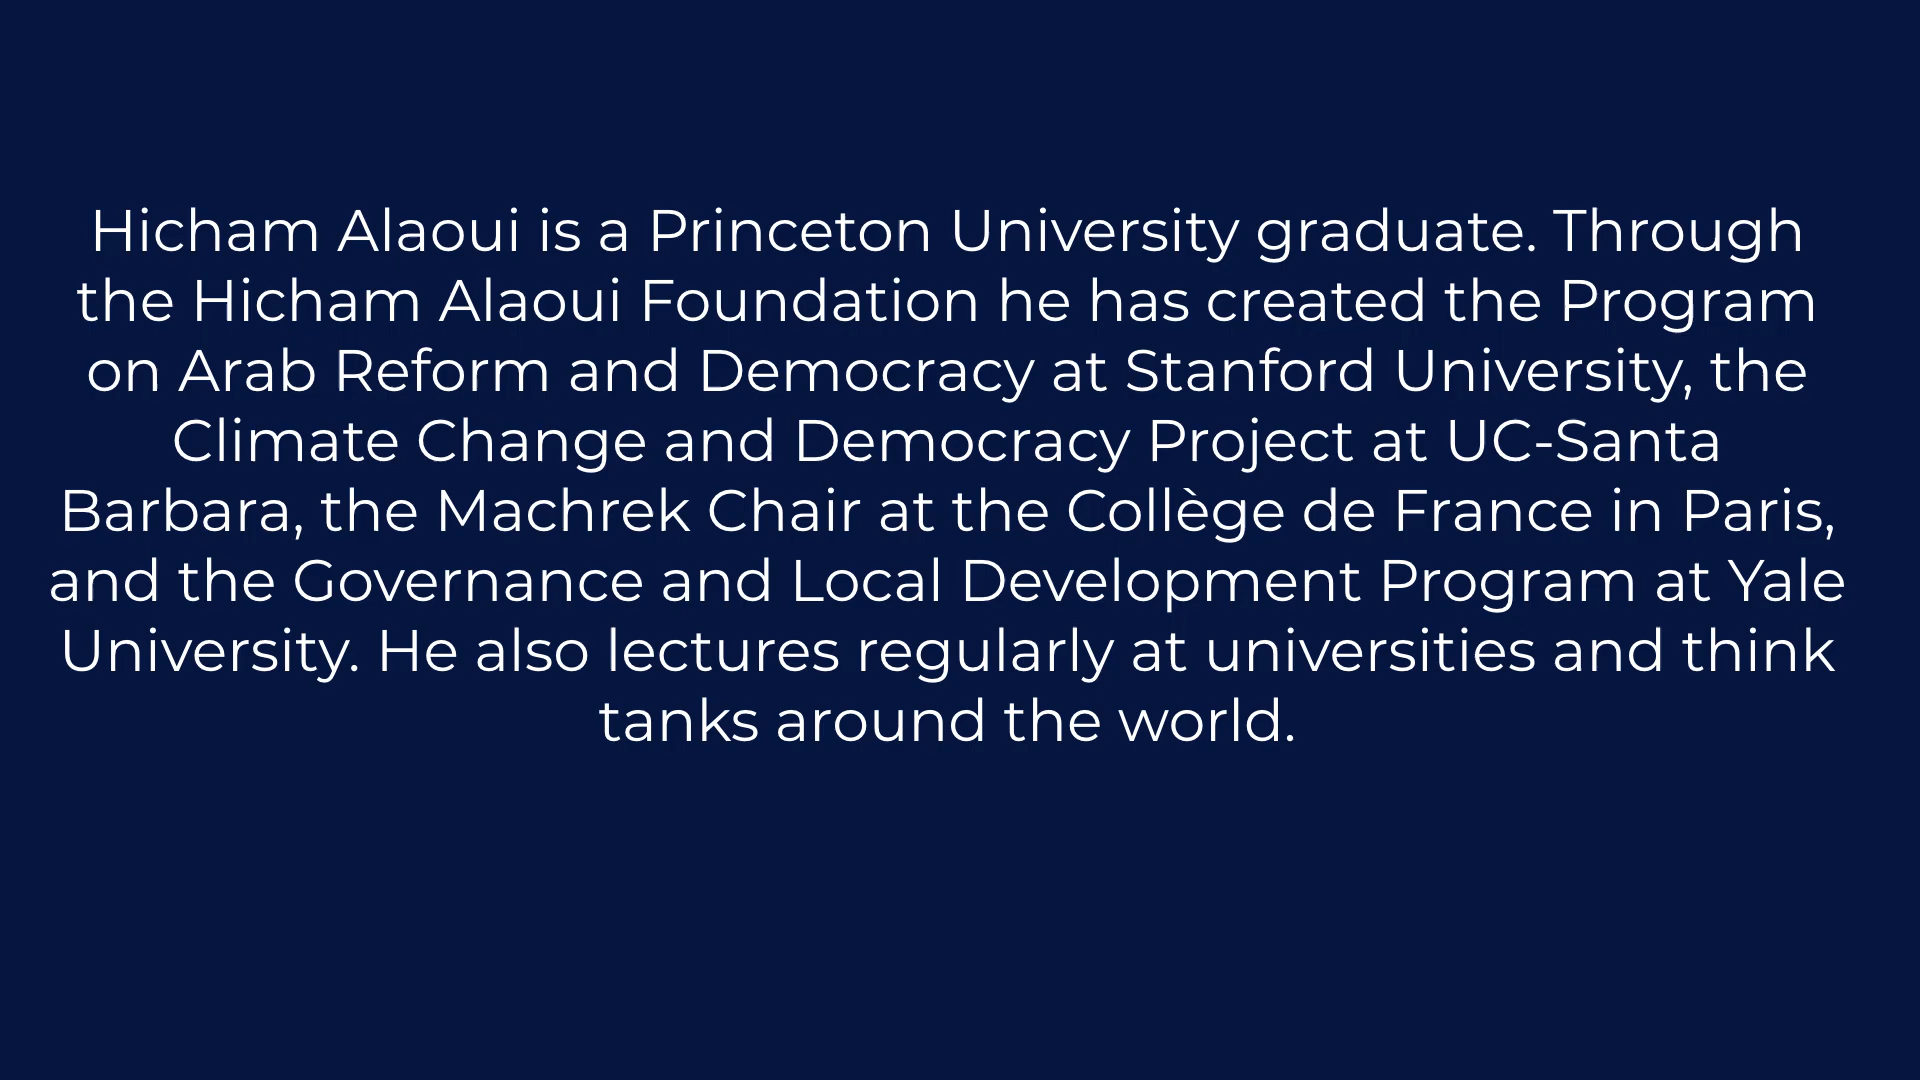 Hicham Alaoui is a Princeton University graduate. Through
the Hicham Alaoui Foundation he has created the Program
on Arab Reform and Democracy at Stanford University, the
Climate Change and Democracy Project at UC-Santa
Barbara, the Machrek Chair at the Collège de France in Paris,
and the Governance and Local Development Program at Yale
University. He also lectures regularly at universities and think
tanks around the world.